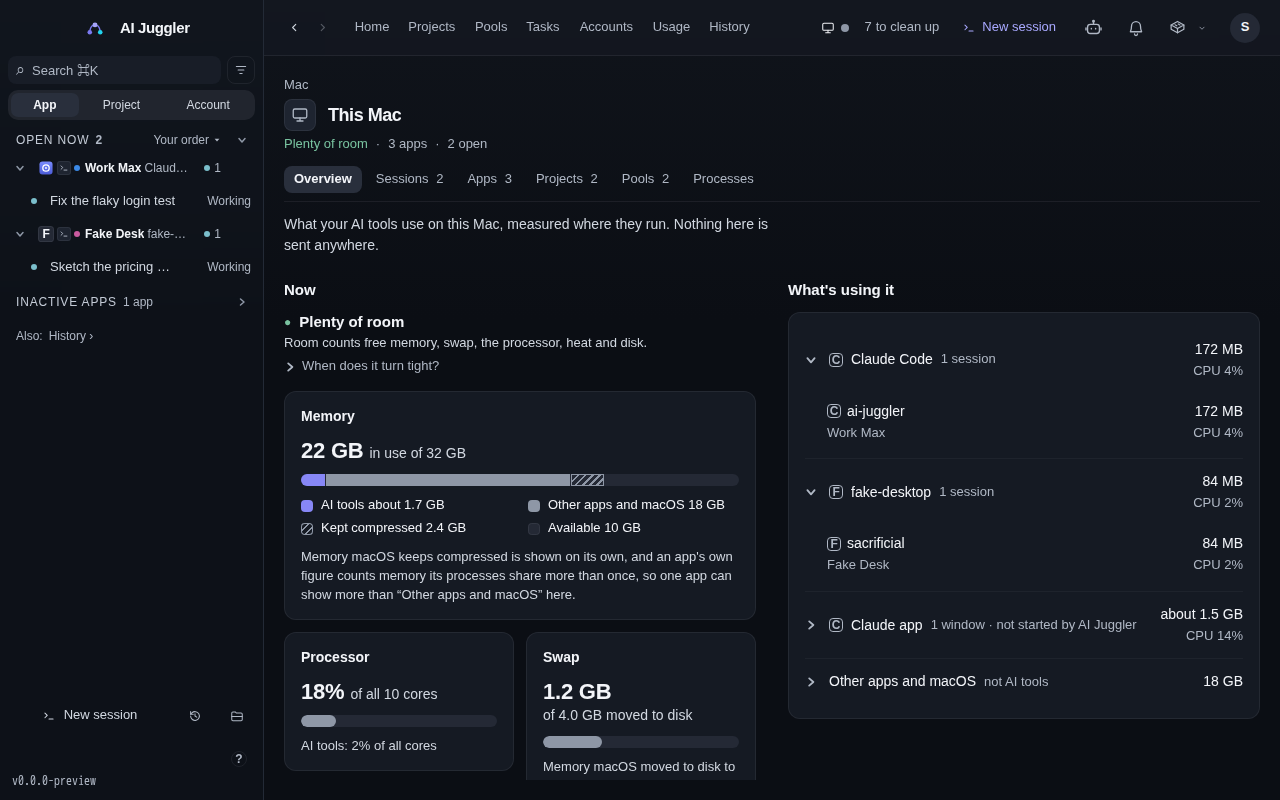 AI Juggler
Search ⌘K
App Project Account
OPEN NOW 2 Your order
Work Max Claud… 1
Fix the flaky login test Working
F Fake Desk fake-… 1
Sketch the pricing … Working
INACTIVE APPS 1 app
Also: History ›
New session
?
v0.0.0-preview
Home Projects Pools Tasks Accounts Usage History
7 to clean up
New session
S
Mac
This Mac
Plenty of room · 3 apps · 2 open
Overview Sessions 2 Apps 3 Projects 2 Pools 2 Processes
What your AI tools use on this Mac, measured where they run. Nothing here is
sent anywhere.
Now
Plenty of room
Room counts free memory, swap, the processor, heat and disk.
When does it turn tight?
Memory
22 GB in use of 32 GB
AI tools about 1.7 GB
Other apps and macOS 18 GB
Kept compressed 2.4 GB
Available 10 GB
Memory macOS keeps compressed is shown on its own, and an app's own
figure counts memory its processes share more than once, so one app can
show more than “Other apps and macOS” here.
Processor
18% of all 10 cores
AI tools: 2% of all cores
Swap
1.2 GB
of 4.0 GB moved to disk
Memory macOS moved to disk to
What's using it
C Claude Code 1 session 172 MB
CPU 4%
C ai-juggler 172 MB
Work Max CPU 4%
F fake-desktop 1 session 84 MB
CPU 2%
F sacrificial 84 MB
Fake Desk CPU 2%
C Claude app 1 window · not started by AI Juggler about 1.5 GB
CPU 14%
Other apps and macOS not AI tools 18 GB